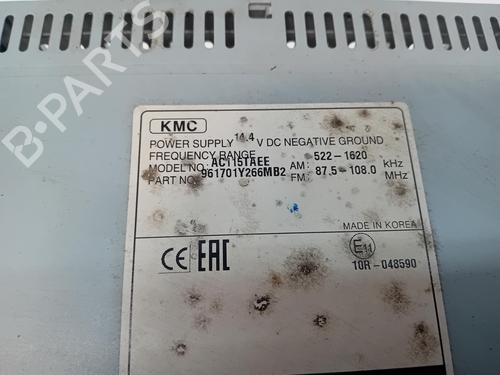 KMC
POWER SUPPLY 14.4 V DC NEGATIVE GROUND
FREQUENCY RANGE AM: 522-1620 kHz
MODEL NO. AC115TAEE FM: 87.5-108.0 MHz
PART NO. 961701Y266MB2
MADE IN KOREA
CE EAC E11
10R-048590
B-PARTS